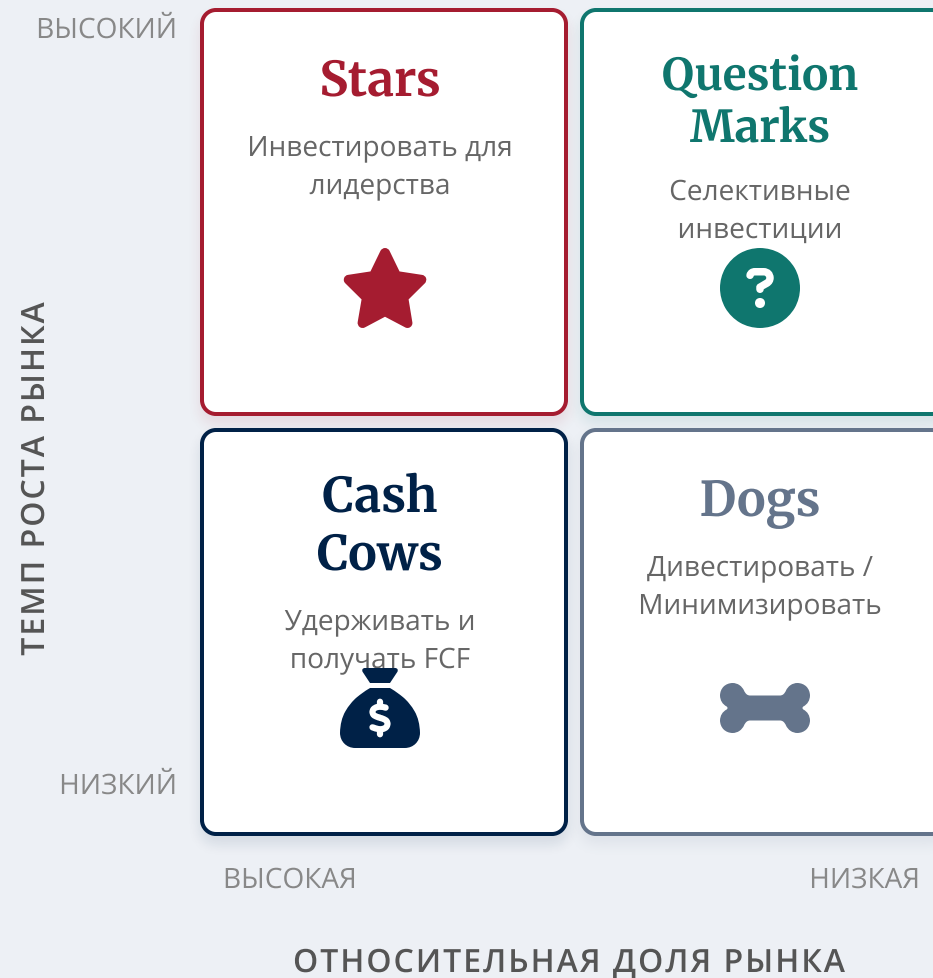 ВЫСОКИЙ
Stars
Инвестировать для
лидерства
Question
Marks
Селективные
инвестиции
?
ТЕМП РОСТА РЫНКА
Cash
Cows
Удерживать и
получать FCF
$
Dogs
Дивестировать /
Минимизировать
НИЗКИЙ
ВЫСОКАЯ
НИЗКАЯ
ОТНОСИТЕЛЬНАЯ ДОЛЯ РЫНКА